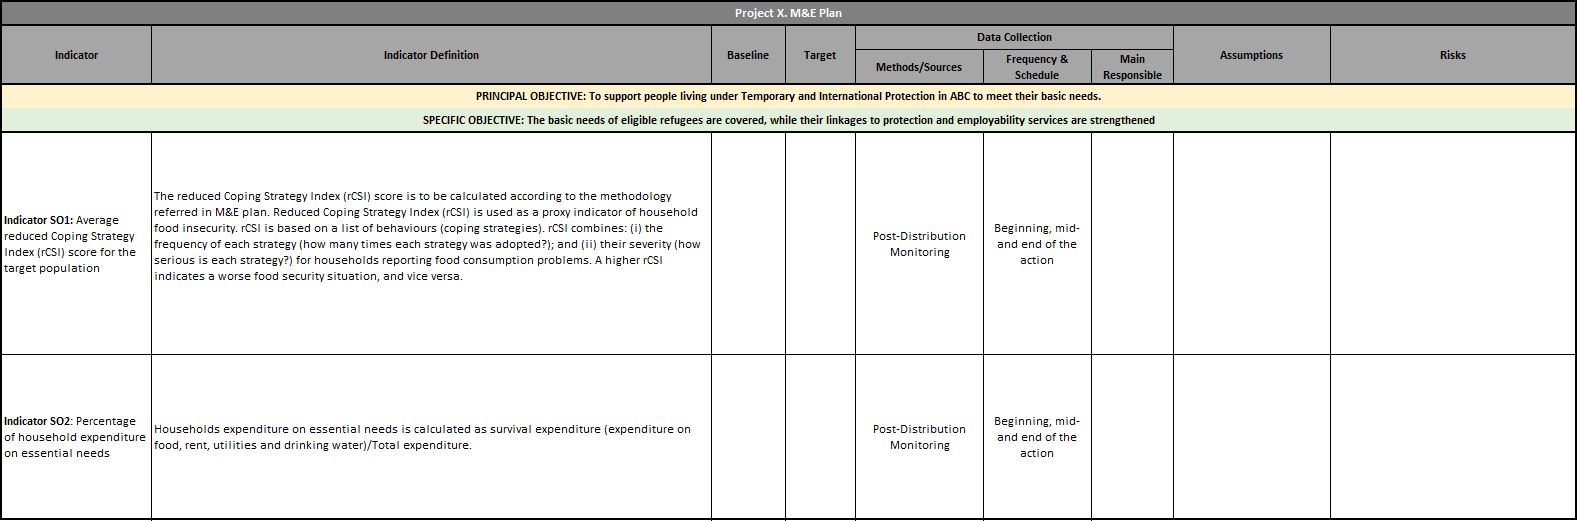 Project X. M&E Plan
Indicator
Indicator Definition
Baseline
Target
Data Collection
Methods/Sources
Frequency &
Schedule
Main
Responsible
Assumptions
Risks
PRINCIPAL OBJECTIVE: To support people living under Temporary and International Protection in ABC to meet their basic needs.
SPECIFIC OBJECTIVE: The basic needs of eligible refugees are covered, while their linkages to protection and employability services are strengthened
Indicator SO1: Average
reduced Coping Strategy
Index (rCSI) score for the
target population
The reduced Coping Strategy Index (rCSI) score is to be calculated according to the methodology
referred in M&E plan. Reduced Coping Strategy Index (rCSI) is used as a proxy indicator of household
food insecurity. rCSI is based on a list of behaviours (coping strategies). rCSI combines: (i) the
frequency of each strategy (how many times each strategy was adopted?); and (ii) their severity (how
serious is each strategy?) for households reporting food consumption problems. A higher rCSI
indicates a worse food security situation, and vice versa.
Post-Distribution
Monitoring
Beginning, mid-
and end of the
action
Indicator SO2: Percentage
of household expenditure
on essential needs
Households expenditure on essential needs is calculated as survival expenditure (expenditure on
food, rent, utilities and drinking water)/Total expenditure.
Post-Distribution
Monitoring
Beginning, mid-
and end of the
action